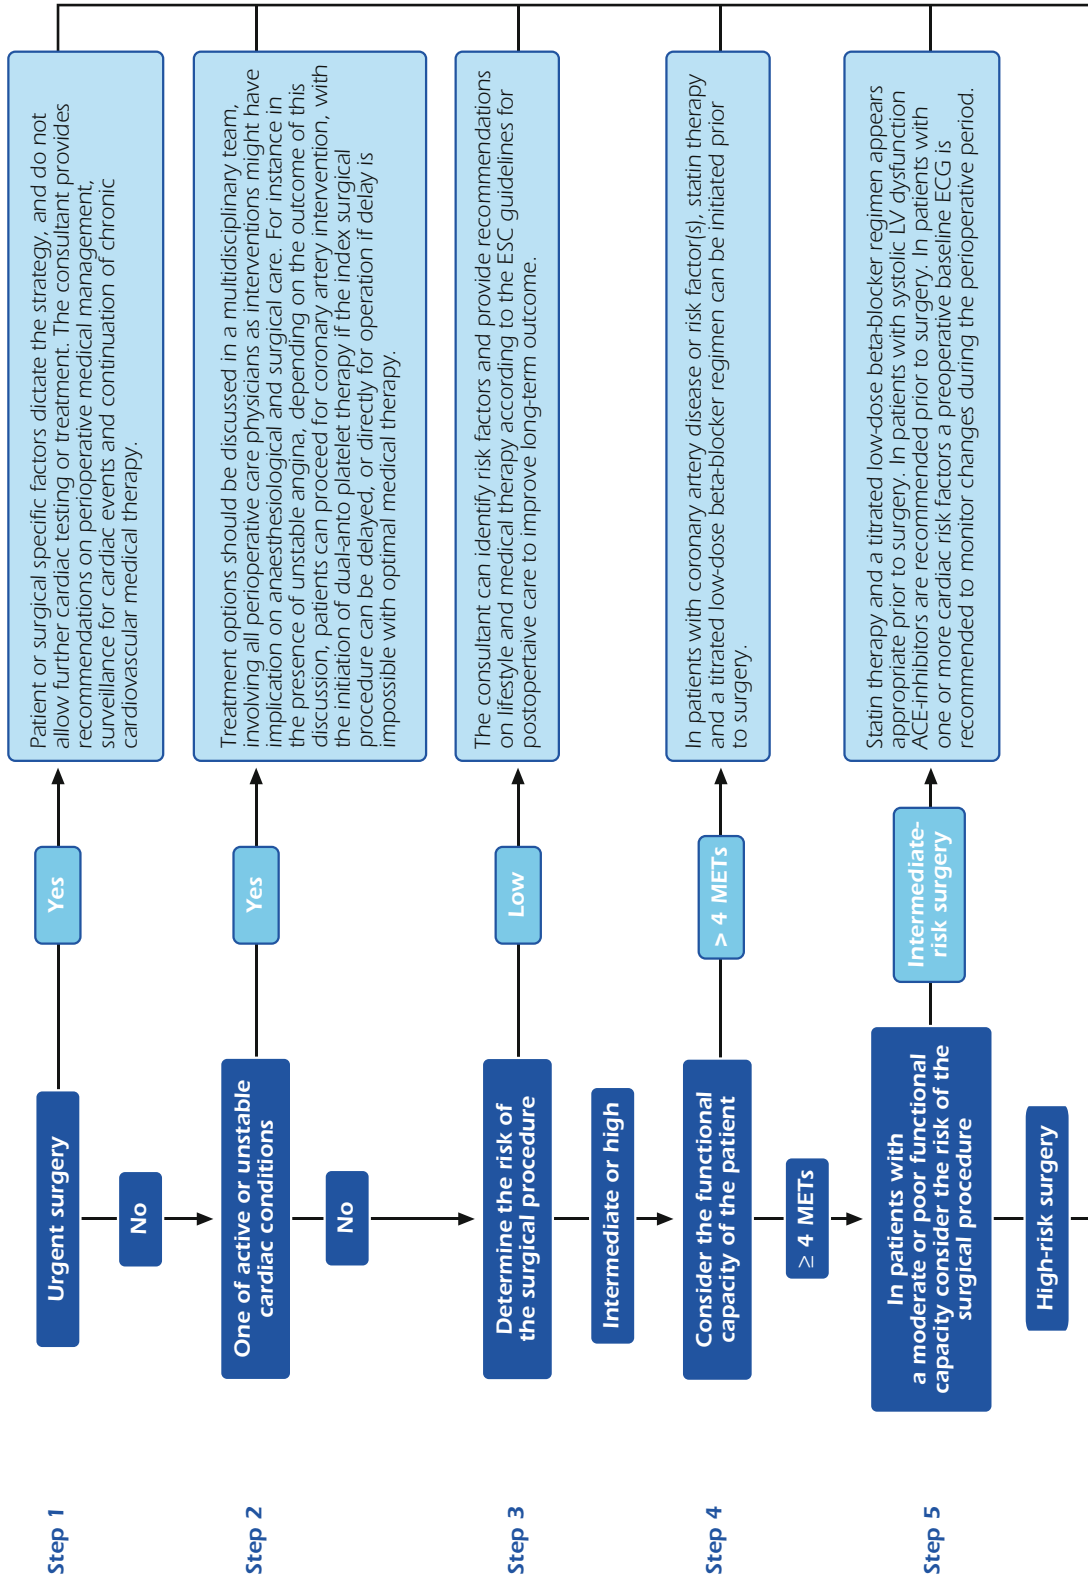 Step 1
Urgent surgery
Yes
Patient or surgical specific factors dictate the strategy, and do not
allow further cardiac testing or treatment. The consultant provides
recommendations on perioperative medical management,
surveillance for cardiac events and continuation of chronic
cardiovascular medical therapy.
No
Step 2
One of active or unstable
cardiac conditions
Yes
Treatment options should be discussed in a multidisciplinary team,
involving all perioperative care physicians as interventions might have
implication on anaesthesiological and surgical care. For instance in
the presence of unstable angina, depending on the outcome of this
discussion, patients can proceed for coronary artery intervention, with
the initiation of dual-anto platelet therapy if the index surgical
procedure can be delayed, or directly for operation if delay is
impossible with optimal medical therapy.
No
Step 3
Determine the risk of
the surgical procedure
Low
The consultant can identify risk factors and provide recommendations
on lifestyle and medical therapy according to the ESC guidelines for
postopertaive care to improve long-term outcome.
Intermediate or high
Step 4
Consider the functional
capacity of the patient
> 4 METs
In patients with coronary artery disease or risk factor(s), statin therapy
and a titrated low-dose beta-blocker regimen can be initiated prior
to surgery.
≥ 4 METs
Step 5
In patients with
a moderate or poor functional
capacity consider the risk of the
surgical procedure
Intermediate-
risk surgery
Statin therapy and a titrated low-dose beta-blocker regimen appears
appropriate prior to surgery. In patients with systolic LV dysfunction
ACE-inhibitors are recommended prior to surgery. In patients with
one or more cardiac risk factors a preoperative baseline ECG is
recommended to monitor changes during the perioperative period.
High-risk surgery